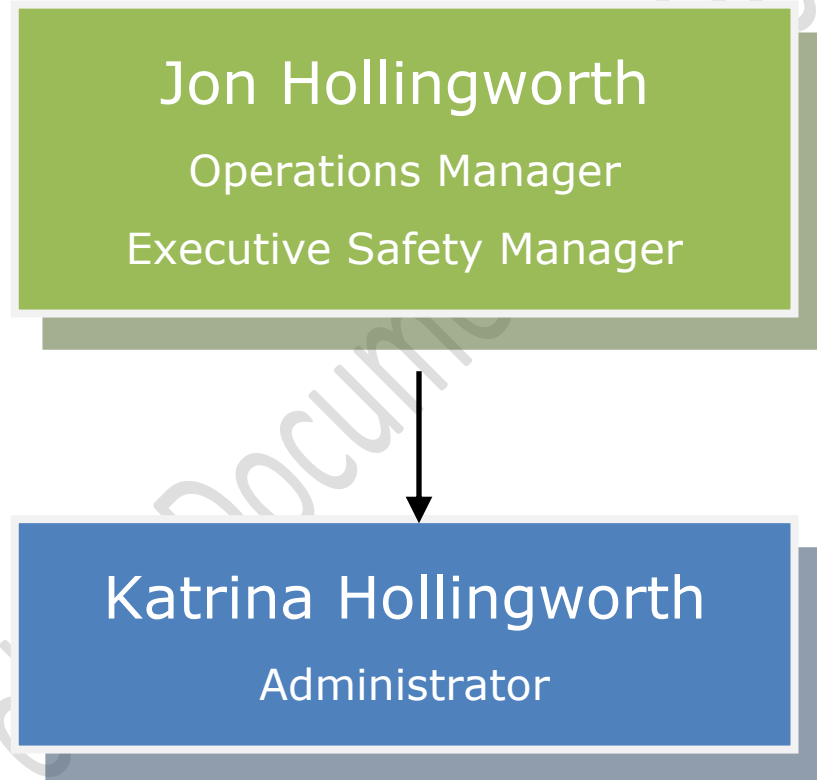 Jon Hollingworth
Operations Manager
Executive Safety Manager
Katrina Hollingworth
Administrator